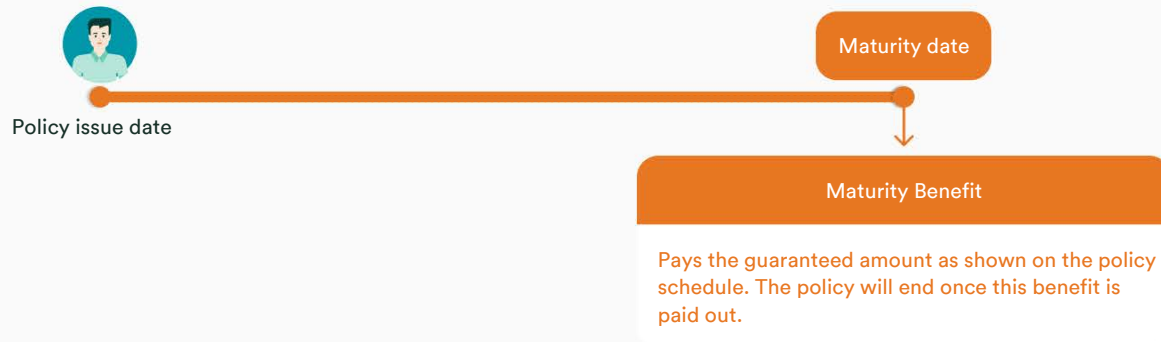 Maturity date
Policy issue date
Maturity Benefit
Pays the guaranteed amount as shown on the policy
schedule. The policy will end once this benefit is
paid out.